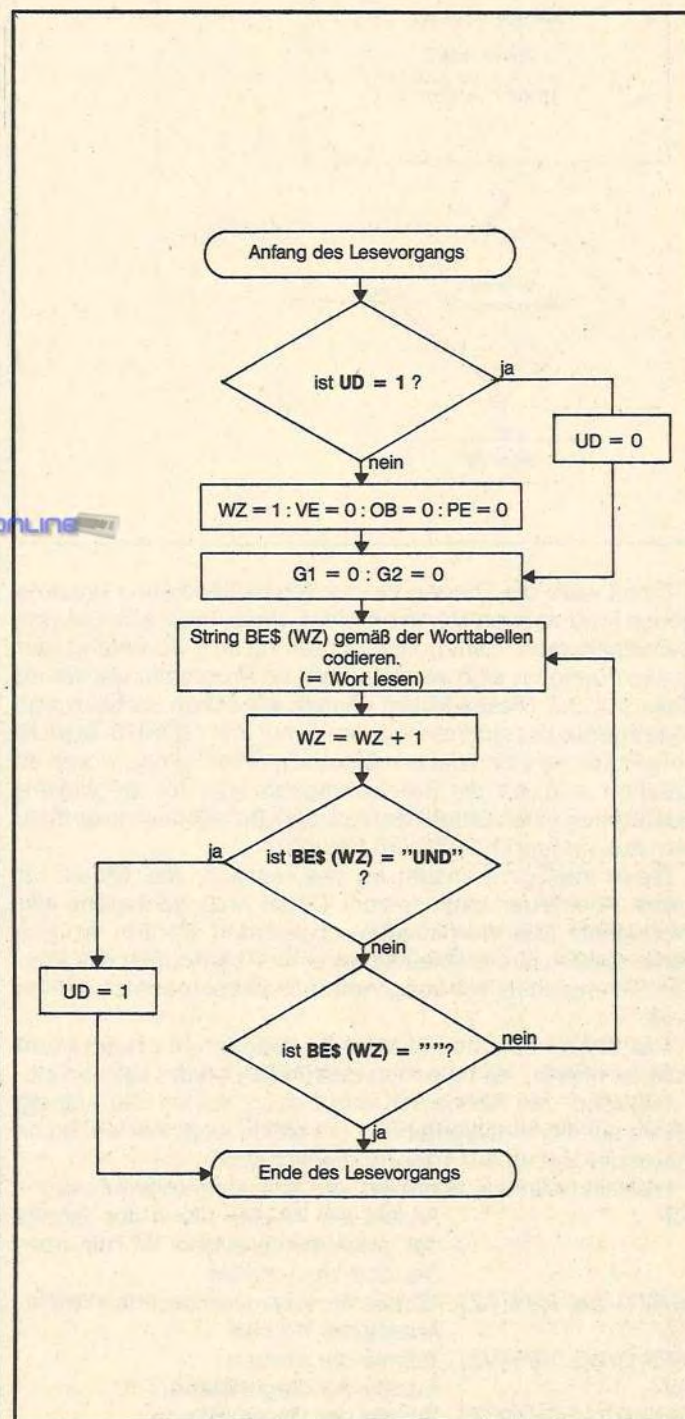 Anfang des Lesevorgangs
ist UD = 1 ?
ja
UD = 0
nein
WZ = 1 : VE = 0 : OB = 0 : PE = 0
ONLINE
G1 = 0 : G2 = 0
String BE$ (WZ) gemäß der Worttabellen
codieren.
(= Wort lesen)
WZ = WZ + 1
ja
ist BE$ (WZ) = "UND"
?
nein
UD = 1
ist BE$ (WZ) = ""?
nein
ja
Ende des Lesevorgangs